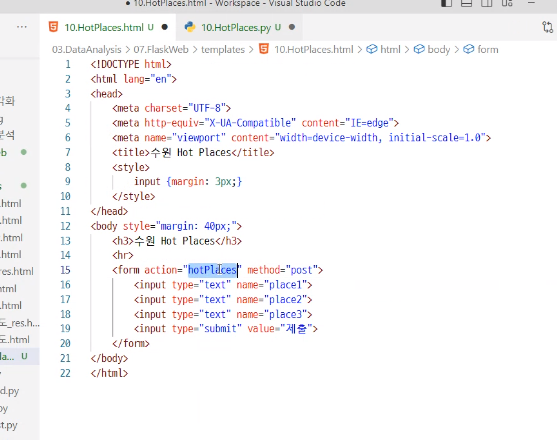 10.HotPlaces.html - Workspace - Visual Studio Code
10.HotPlaces.html U
10.HotPlaces.py U
03.DataAnalysis > 07.FlaskWeb > templates > 10.HotPlaces.html > html > body > form
각화
g
분석
b
s
.html
.html
.html
.html
res.html
html
.html
도_res.h...
도.html
la... U
d.py
py
t.py
1 <!DOCTYPE html>
2 <html lang="en">
3 <head>
4 <meta charset="UTF-8">
5 <meta http-equiv="X-UA-Compatible" content="IE=edge">
6 <meta name="viewport" content="width=device-width, initial-scale=1.0">
7 <title>수원 Hot Places</title>
8 <style>
9 input {margin: 3px;}
10 </style>
11 </head>
12 <body style="margin: 40px;">
13 <h3>수원 Hot Places</h3>
14 <hr>
15 <form action="hotPlaces" method="post">
16 <input type="text" name="place1">
17 <input type="text" name="place2">
18 <input type="text" name="place3">
19 <input type="submit" value="제출">
20 </form>
21 </body>
22 </html>